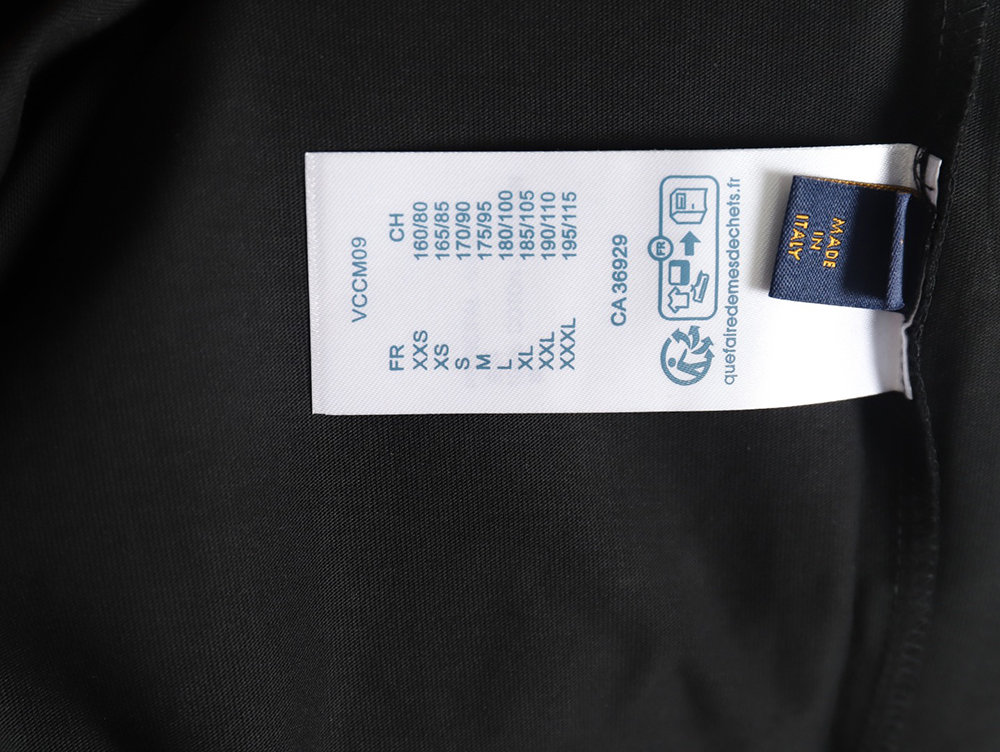 VCCM09
FR CH
XXS 160/80
XS 165/85
S 170/90
M 175/95
L 180/100
XL 185/105
XXL 190/110
XXXL 195/115
CA 36929
FR
quefairedemesdechets.fr
MADE
IN
ITALY